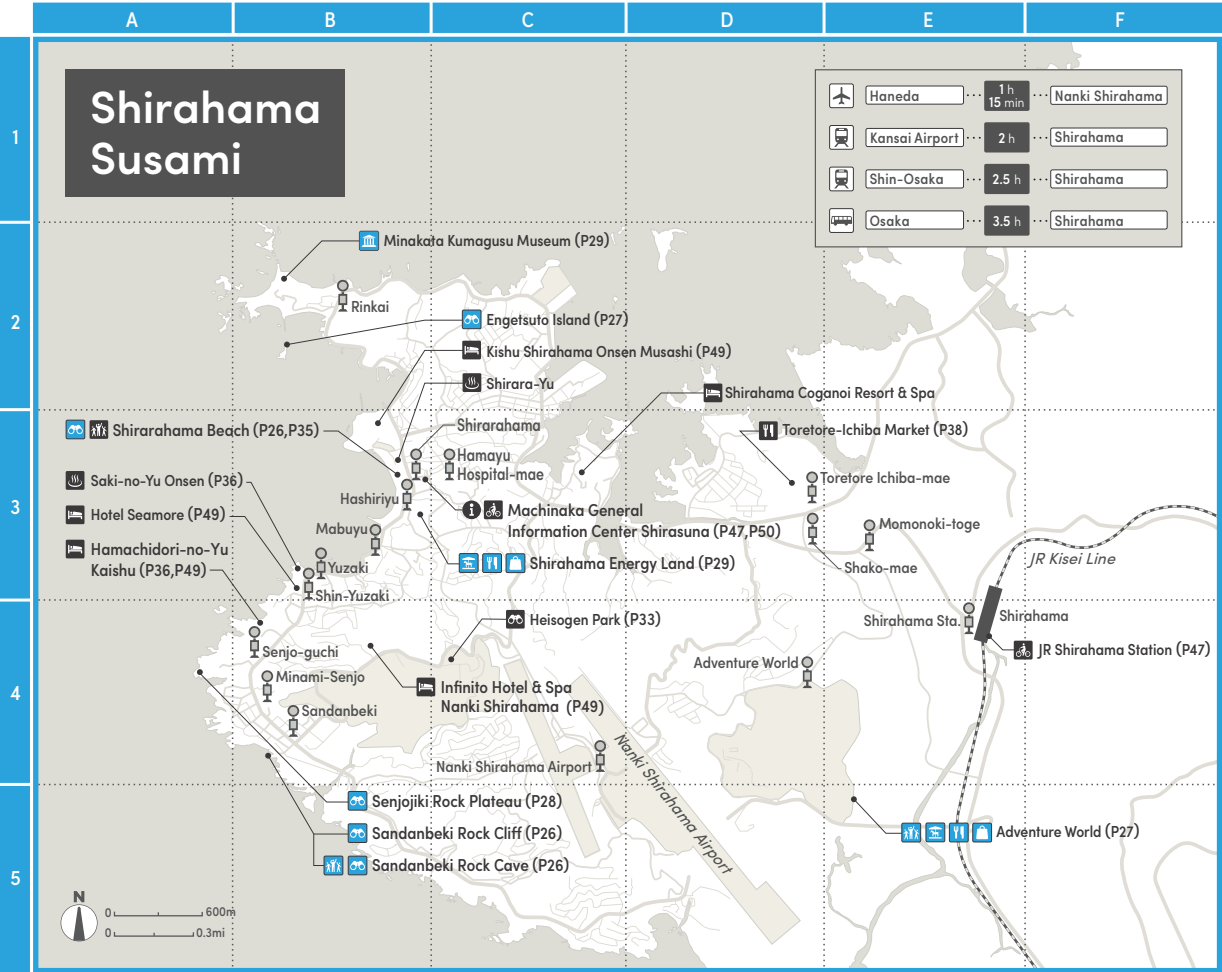 A B C D E F
1
2
3
4
5
Shirahama
Susami
Haneda 1 h 15 min Nanki Shirahama
Kansai Airport 2 h Shirahama
Shin-Osaka 2.5 h Shirahama
Osaka 3.5 h Shirahama
Minakata Kumagusu Museum (P29)
Rinkai
Engetsuto Island (P27)
Kishu Shirahama Onsen Musashi (P49)
Shirara-Yu
Shirahama Coganoi Resort & Spa
Shirarahama Beach (P26,P35)
Shirarahama
Toretore-Ichiba Market (P38)
Hamayu
Hospital-mae
Saki-no-Yu Onsen (P36)
Toretore Ichiba-mae
Hashiriyu
Hotel Seamore (P49)
i
Machinaka General
Information Center Shirasuna (P47,P50)
Mabuyu
Momonoki-toge
Hamachidori-no-Yu
Kaishu (P36,P49)
Shirahama Energy Land (P29)
Yuzaki
Shako-mae
JR Kisei Line
Shin-Yuzaki
Heisogen Park (P33)
Shirahama Sta.
Shirahama
JR Shirahama Station (P47)
Senjo-guchi
Adventure World
Minami-Senjo
Infinito Hotel & Spa
Nanki Shirahama (P49)
Sandanbeki
Nanki Shirahama Airport
Nanki Shirahama Airport
Senjojiki Rock Plateau (P28)
Sandanbeki Rock Cliff (P26)
Adventure World (P27)
Sandanbeki Rock Cave (P26)
N
0 600m
0 0.3mi